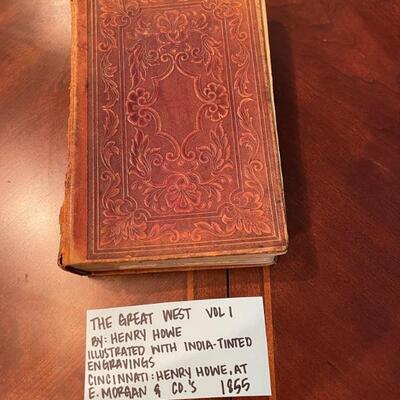 THE GREAT WEST VOL 1
BY: HENRY HOWE
ILLUSTRATED WITH INDIA-TINTED
ENGRAVINGS
CINCINNATI: HENRY HOWE, AT
E. MORGAN & CO.'S 1855